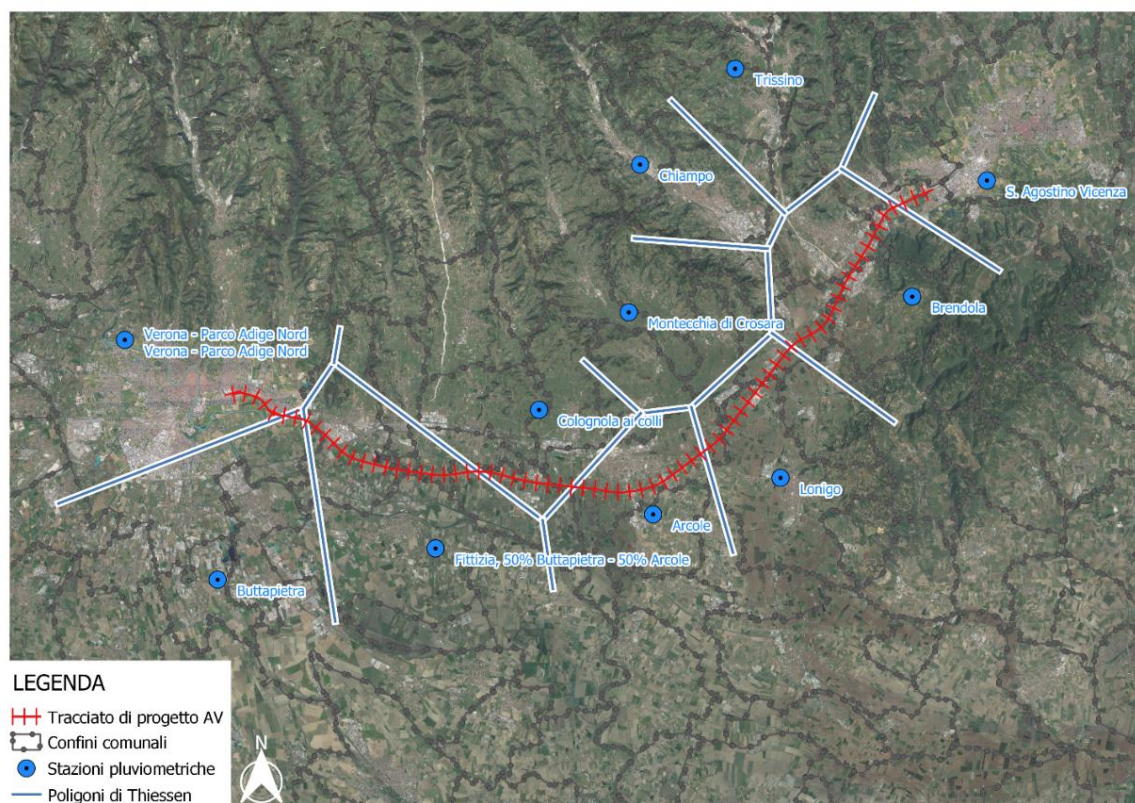 Trissino
Chiampo
S. Agostino Vicenza
Brendola
Montecchia di Crosara
Verona - Parco Adige Nord
Verona - Parco Adige Nord
Colognola ai colli
Lonigo
Arcole
Fittizia, 50% Buttapietra - 50% Arcole
Buttapietra
LEGENDA
Tracciato di progetto AV
Confini comunali
Stazioni pluviometriche
Poligoni di Thiessen
N